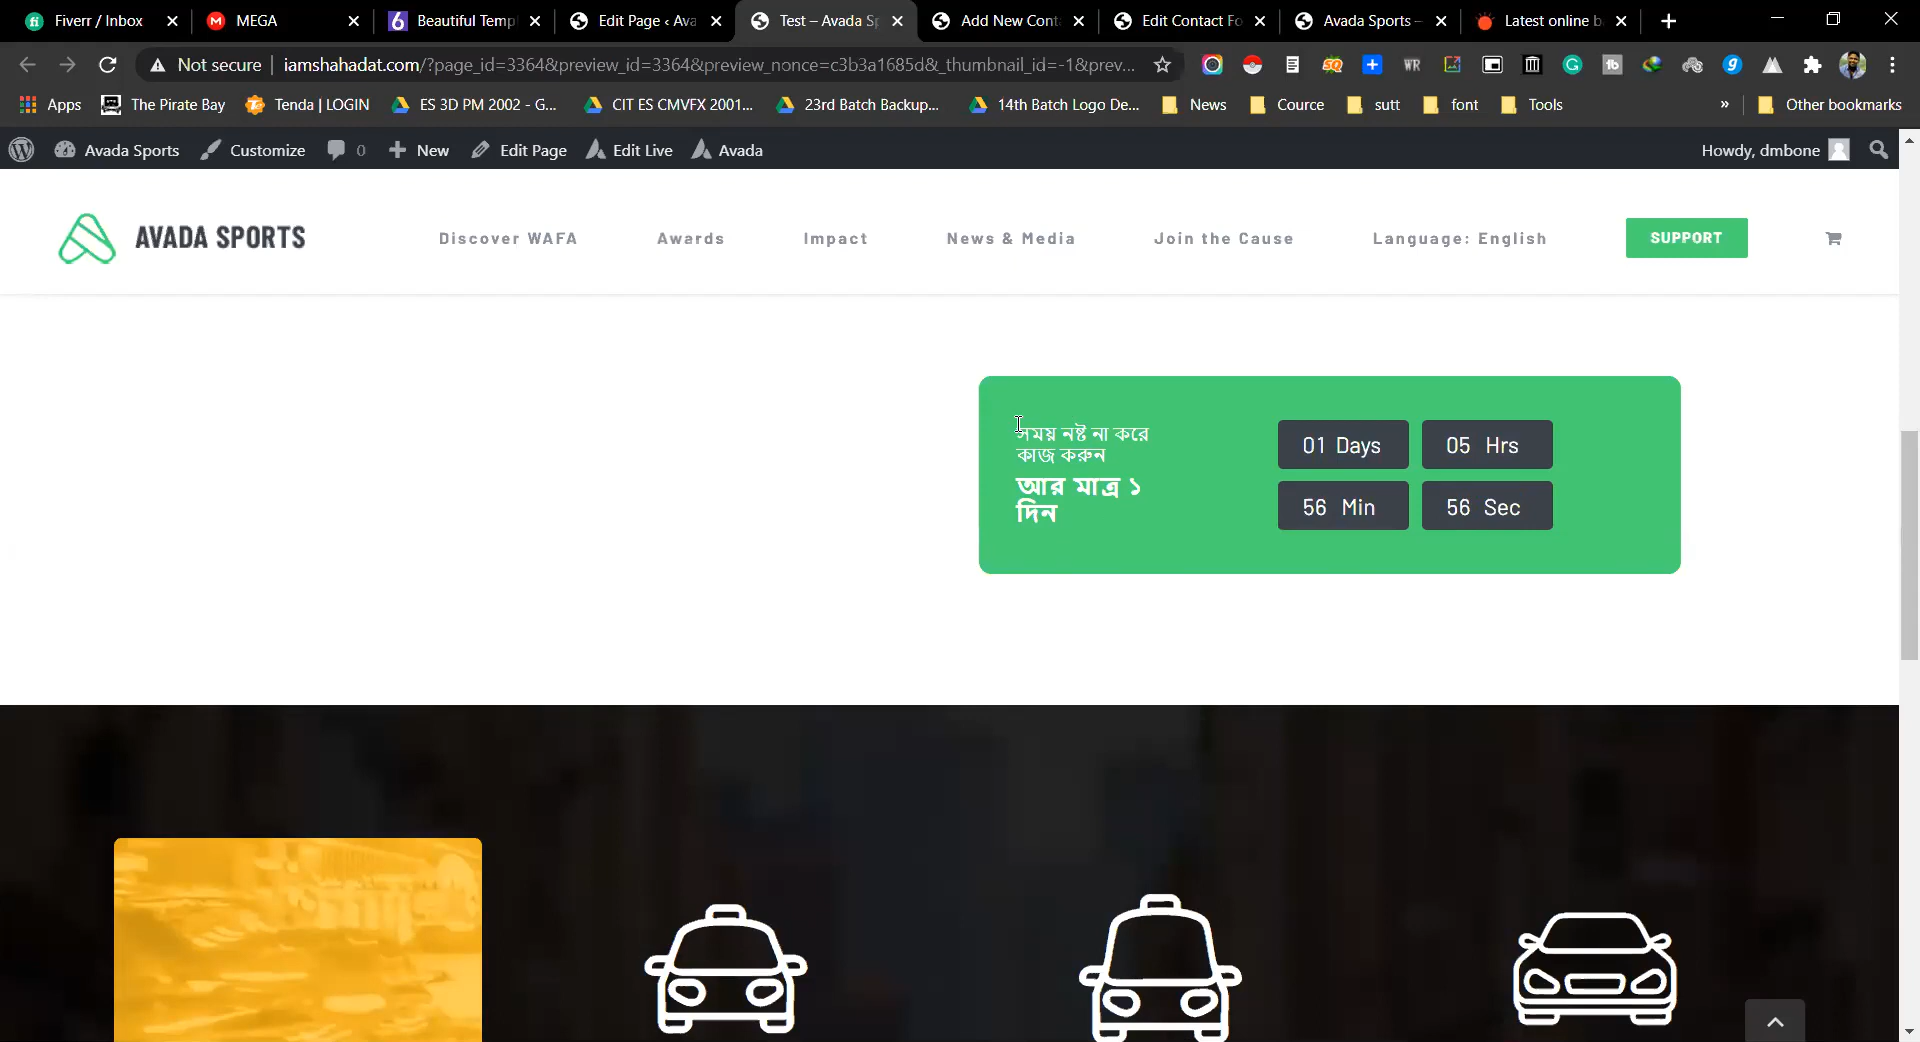 Fiverr / Inbox
MEGA
Beautiful Temp
Edit Page ‹ Ava
Test – Avada Sp
Add New Cont
Edit Contact Fo
Avada Sports –
Latest online b
Not secure
iamshahadat.com/?page_id=3364&preview_id=3364&preview_nonce=c3b3a1685d&_thumbnail_id=-1&prev...
Apps
The Pirate Bay
Tenda | LOGIN
ES 3D PM 2002 - G...
CIT ES CMVFX 2001...
23rd Batch Backup...
14th Batch Logo De...
News
Cource
sutt
font
Tools
»
Other bookmarks
Avada Sports
Customize
0
New
Edit Page
Edit Live
Avada
Howdy, dmbone
AVADA SPORTS
Discover WAFA
Awards
Impact
News & Media
Join the Cause
Language: English
SUPPORT
সময় নষ্ট না করে
কাজ করুন
আর মাত্র ১
দিন
01 Days
05 Hrs
56 Min
56 Sec